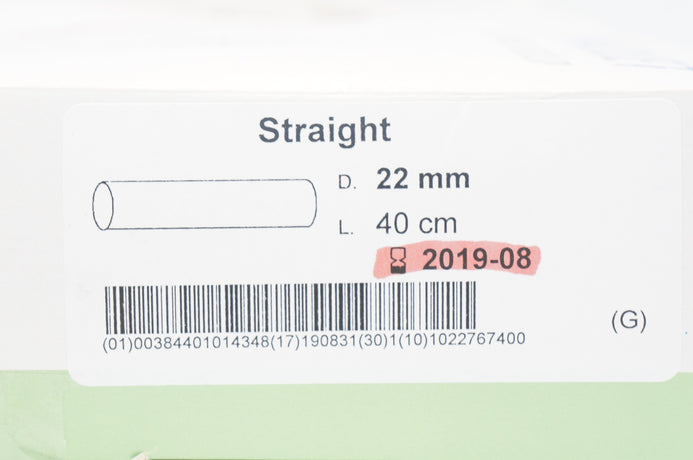 Straight
D. 22 mm
L. 40 cm
2019-08
(G)
(01)00384401014348(17)190831(30)1(10)1022767400